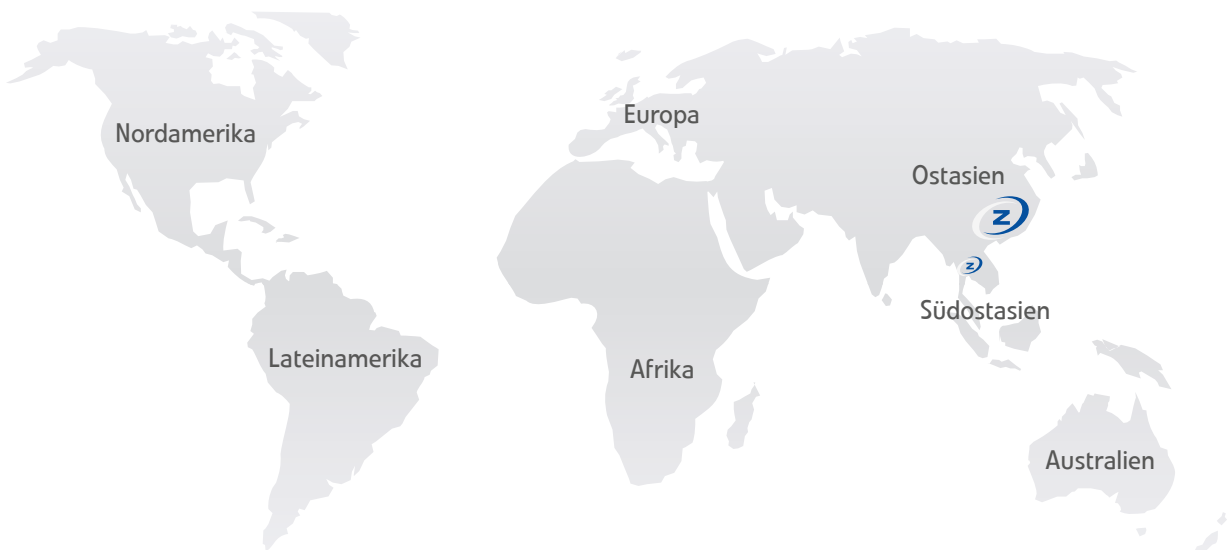 Europa
Nordamerika
Ostasien
Z
Z
Südostasien
Lateinamerika
Afrika
Australien